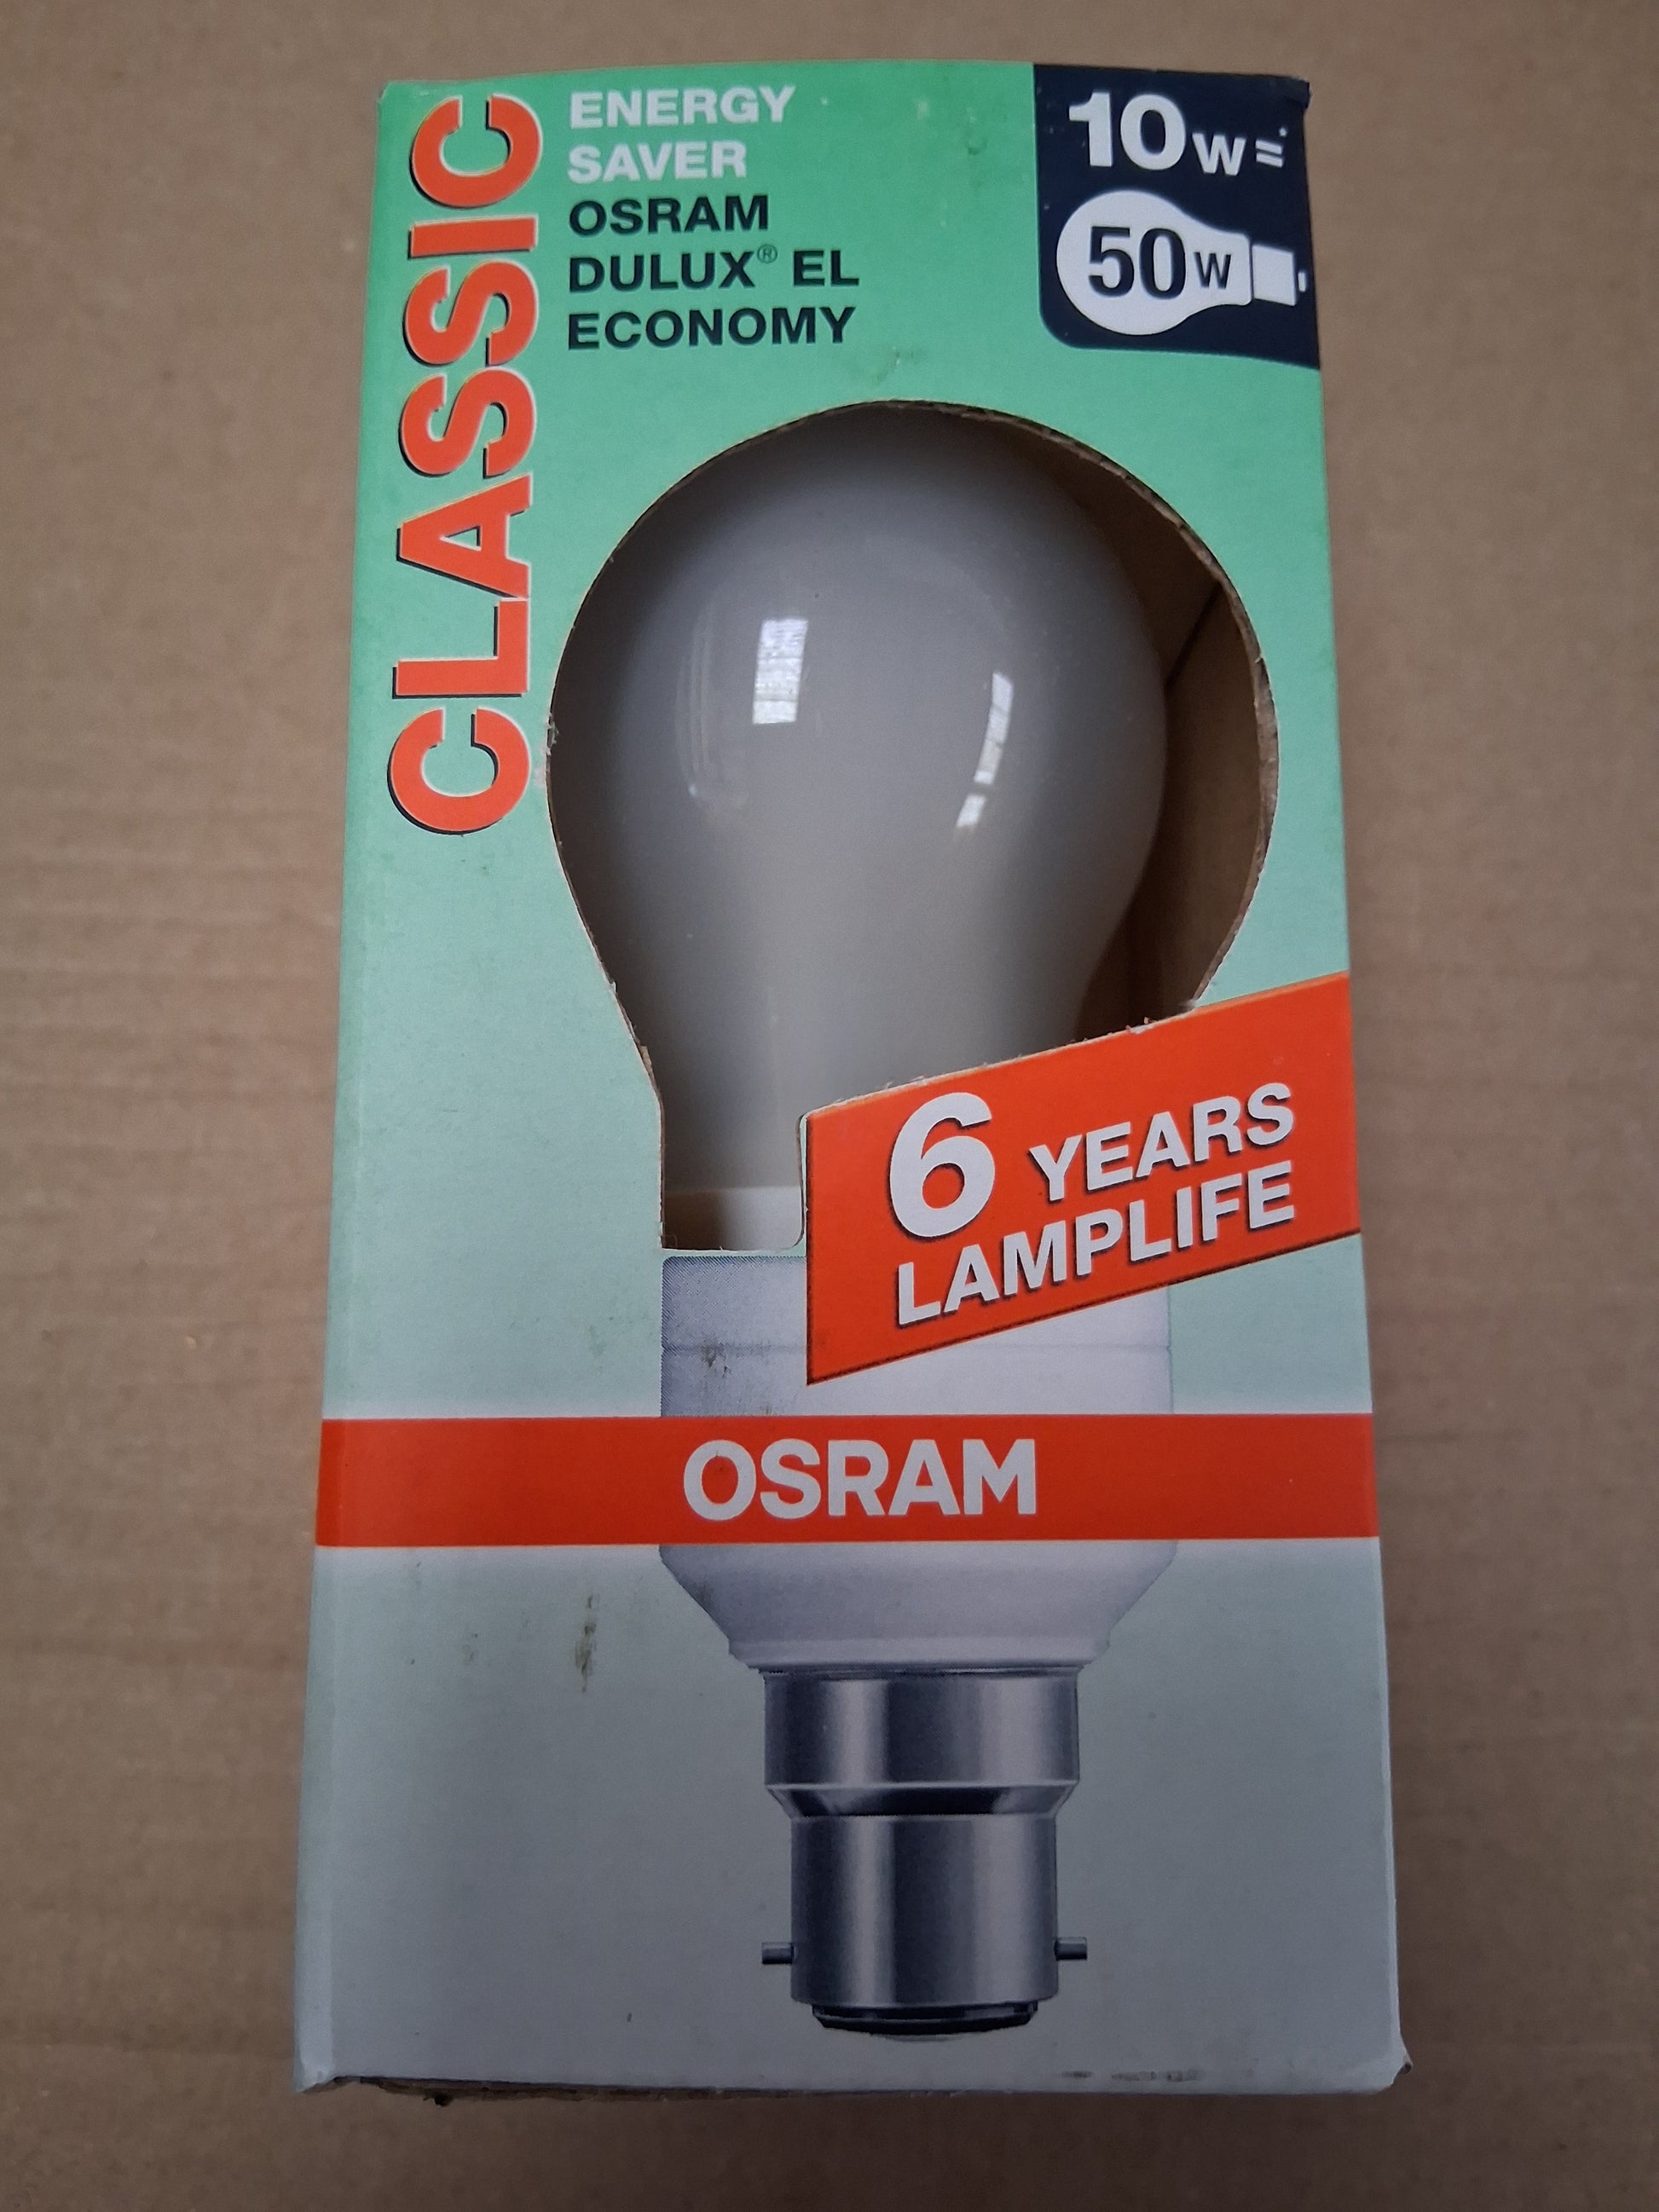 CLASSIC
ENERGY
SAVER
OSRAM
DULUX® EL
ECONOMY
10W=
50W
6 YEARS
LAMPLIFE
OSRAM